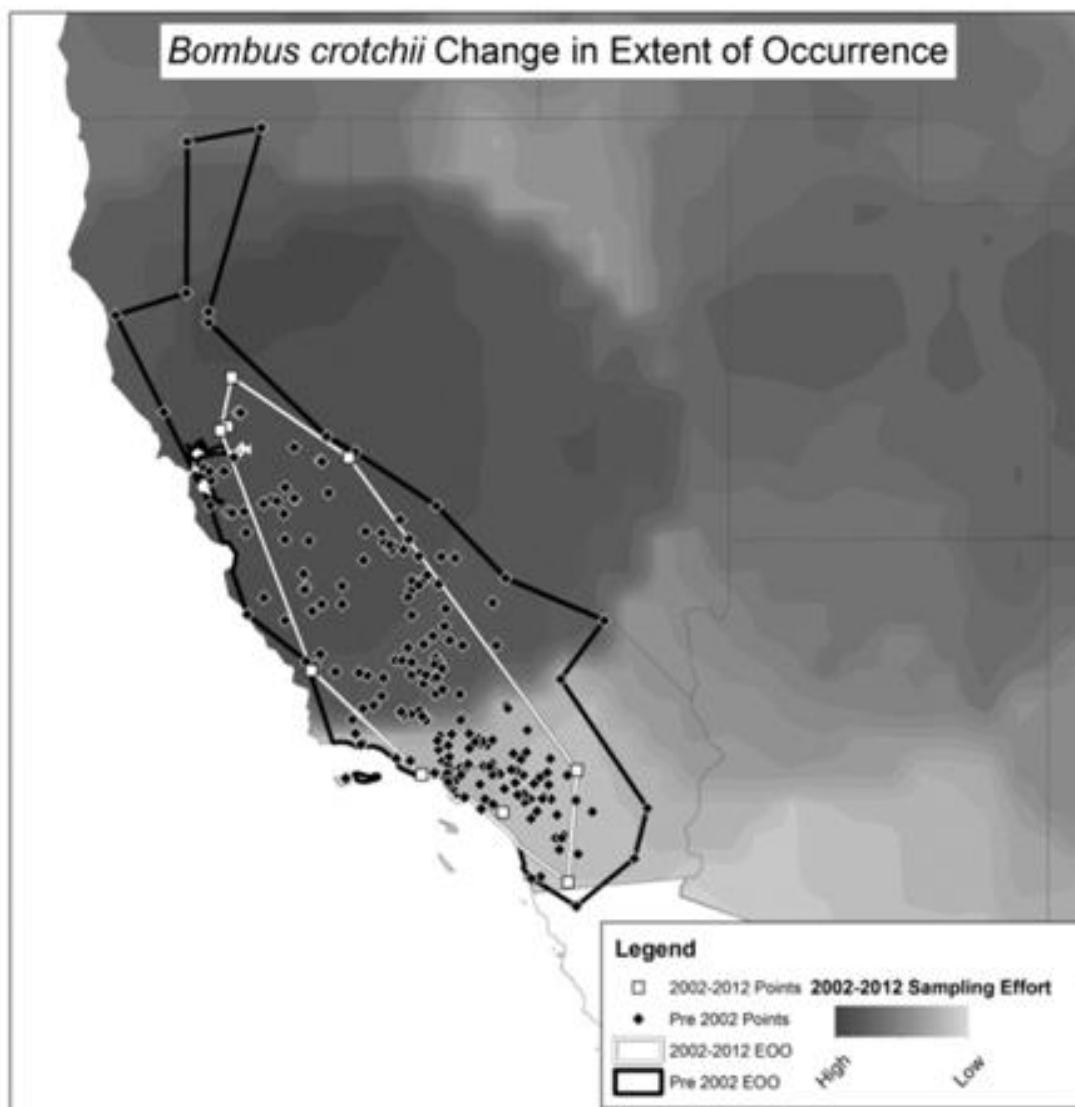 Bombus crotchii Change in Extent of Occurrence
Legend
2002-2012 Points
Pre 2002 Points
2002-2012 EOO
Pre 2002 EOO
2002-2012 Sampling Effort
High
Low